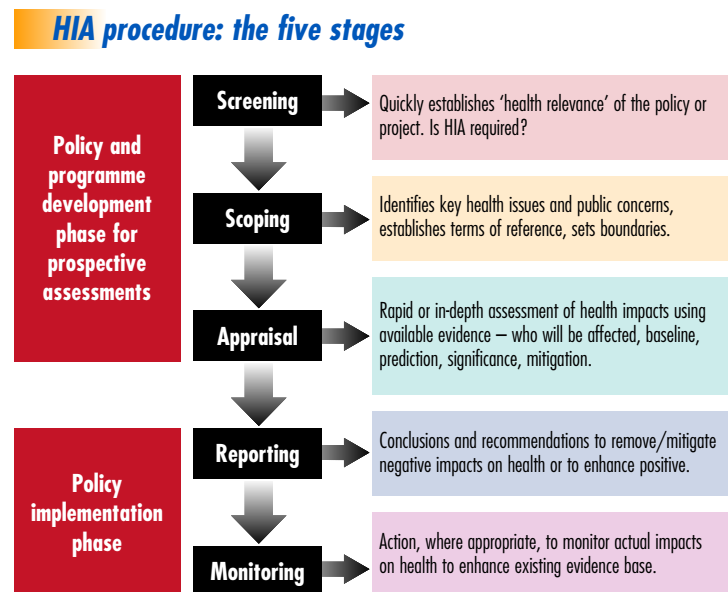 HIA procedure: the five stages
Policy and
programme
development
phase for
prospective
assessments
Screening
Quickly establishes ‘health relevance’ of the policy or
project. Is HIA required?
Scoping
Identifies key health issues and public concerns,
establishes terms of reference, sets boundaries.
Appraisal
Rapid or in-depth assessment of health impacts using
available evidence – who will be affected, baseline,
prediction, significance, mitigation.
Policy
implementation
phase
Reporting
Conclusions and recommendations to remove/mitigate
negative impacts on health or to enhance positive.
Monitoring
Action, where appropriate, to monitor actual impacts
on health to enhance existing evidence base.